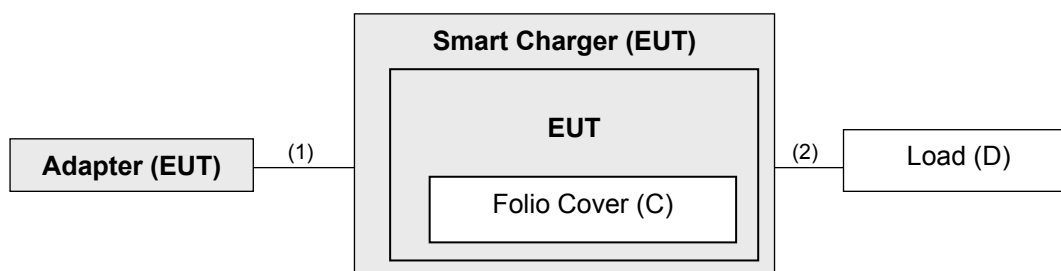 Smart Charger (EUT)
EUT
Adapter (EUT)
(1)
(2)
Load (D)
Folio Cover (C)